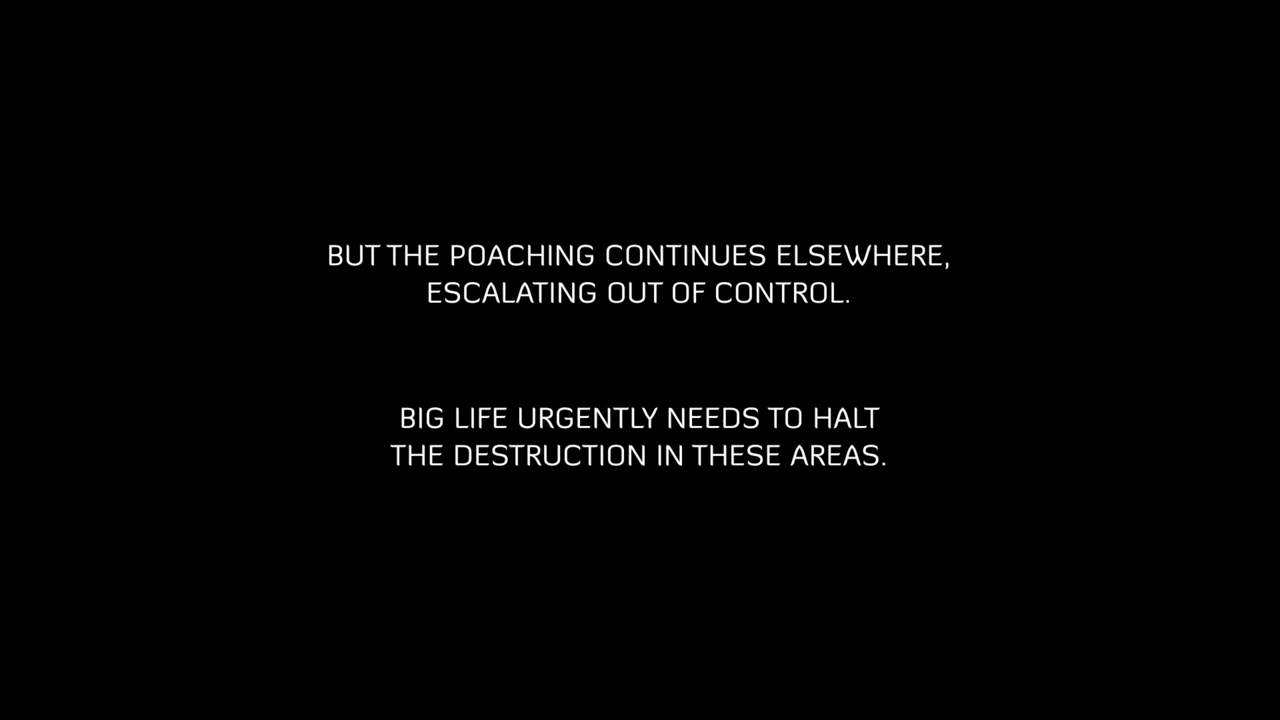 BUT THE POACHING CONTINUES ELSEWHERE,
ESCALATING OUT OF CONTROL.
BIG LIFE URGENTLY NEEDS TO HALT
THE DESTRUCTION IN THESE AREAS.